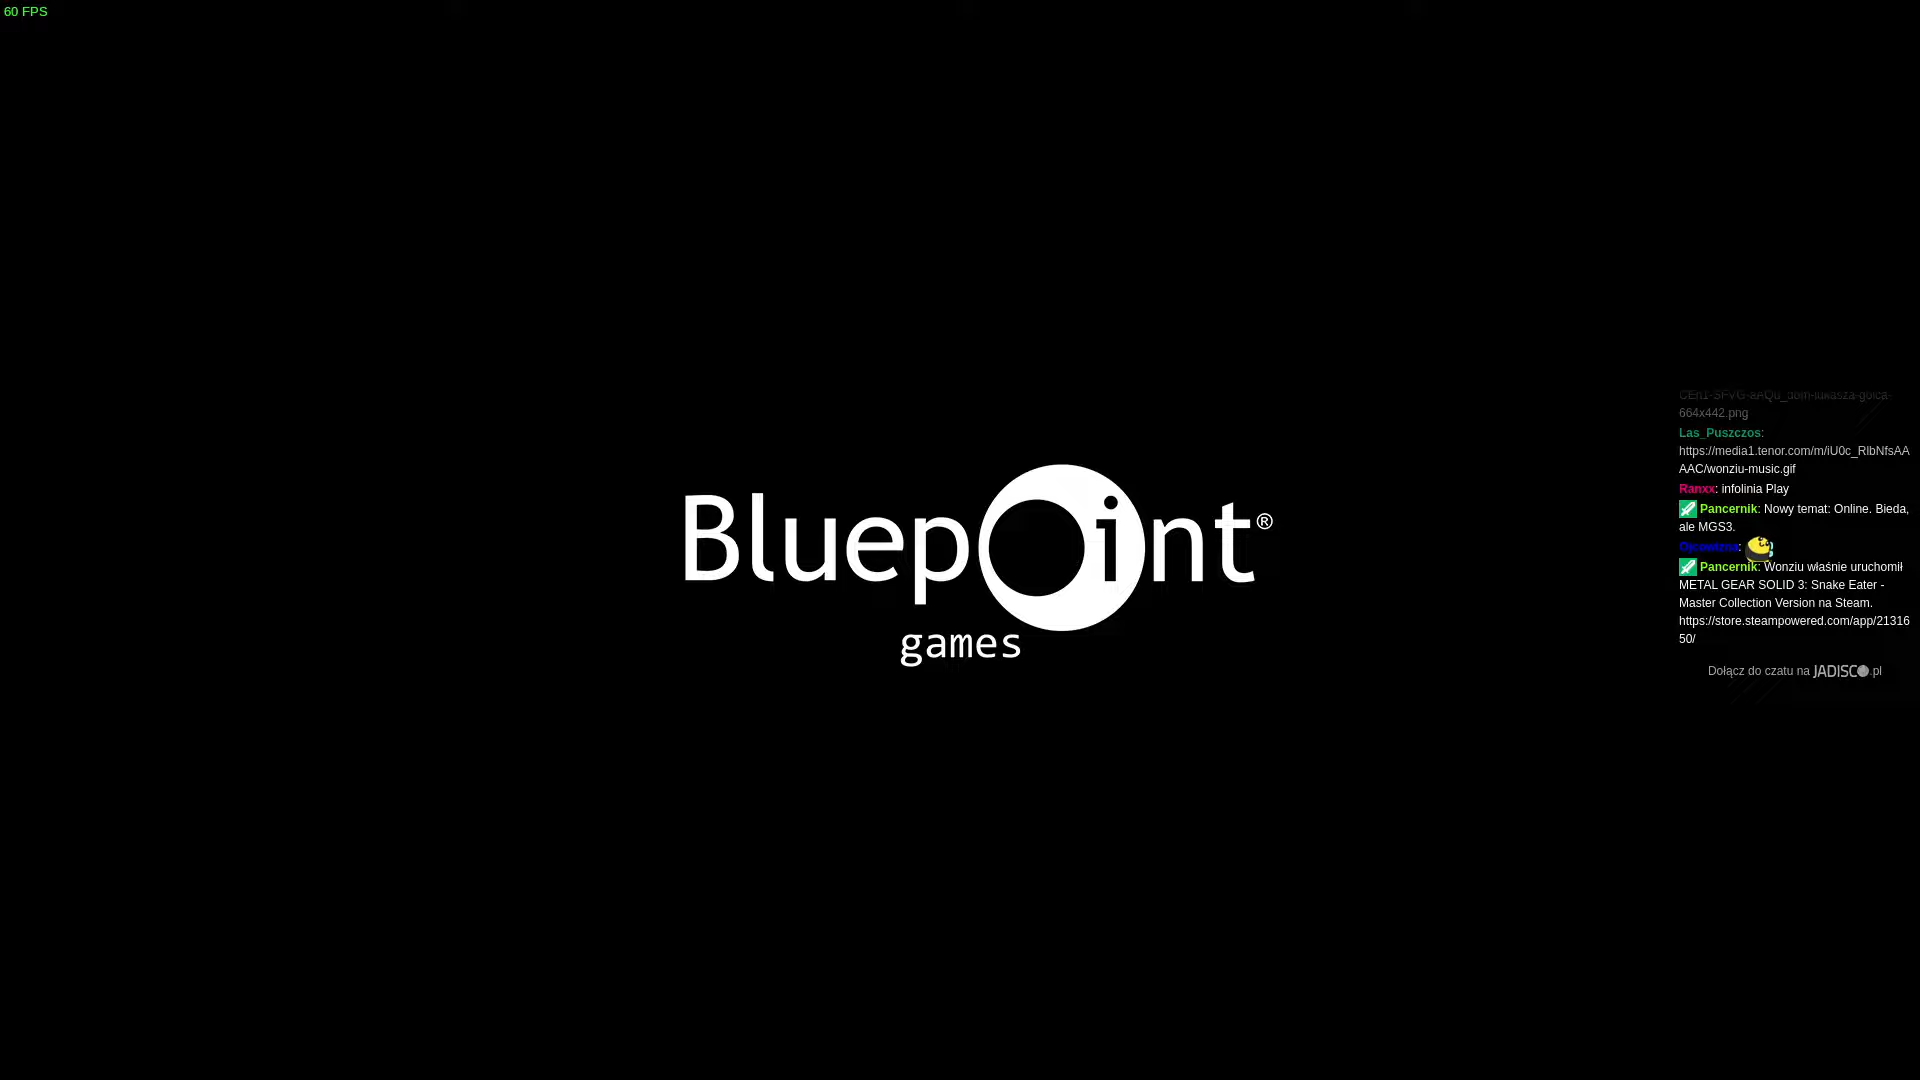 60 FPS
Bluepoint®
games
664x442.png
Las_Puszczos:
https://media1.tenor.com/m/iU0c_RlbNfsAA
AAC/wonziu-music.gif
Ranxx: infolinia Play
Pancernik: Nowy temat: Online. Bieda,
ale MGS3.
Ojcowizna:
Pancernik: Wonziu właśnie uruchomił
METAL GEAR SOLID 3: Snake Eater -
Master Collection Version na Steam.
https://store.steampowered.com/app/21316
50/
Dołącz do czatu na JADISCO.pl